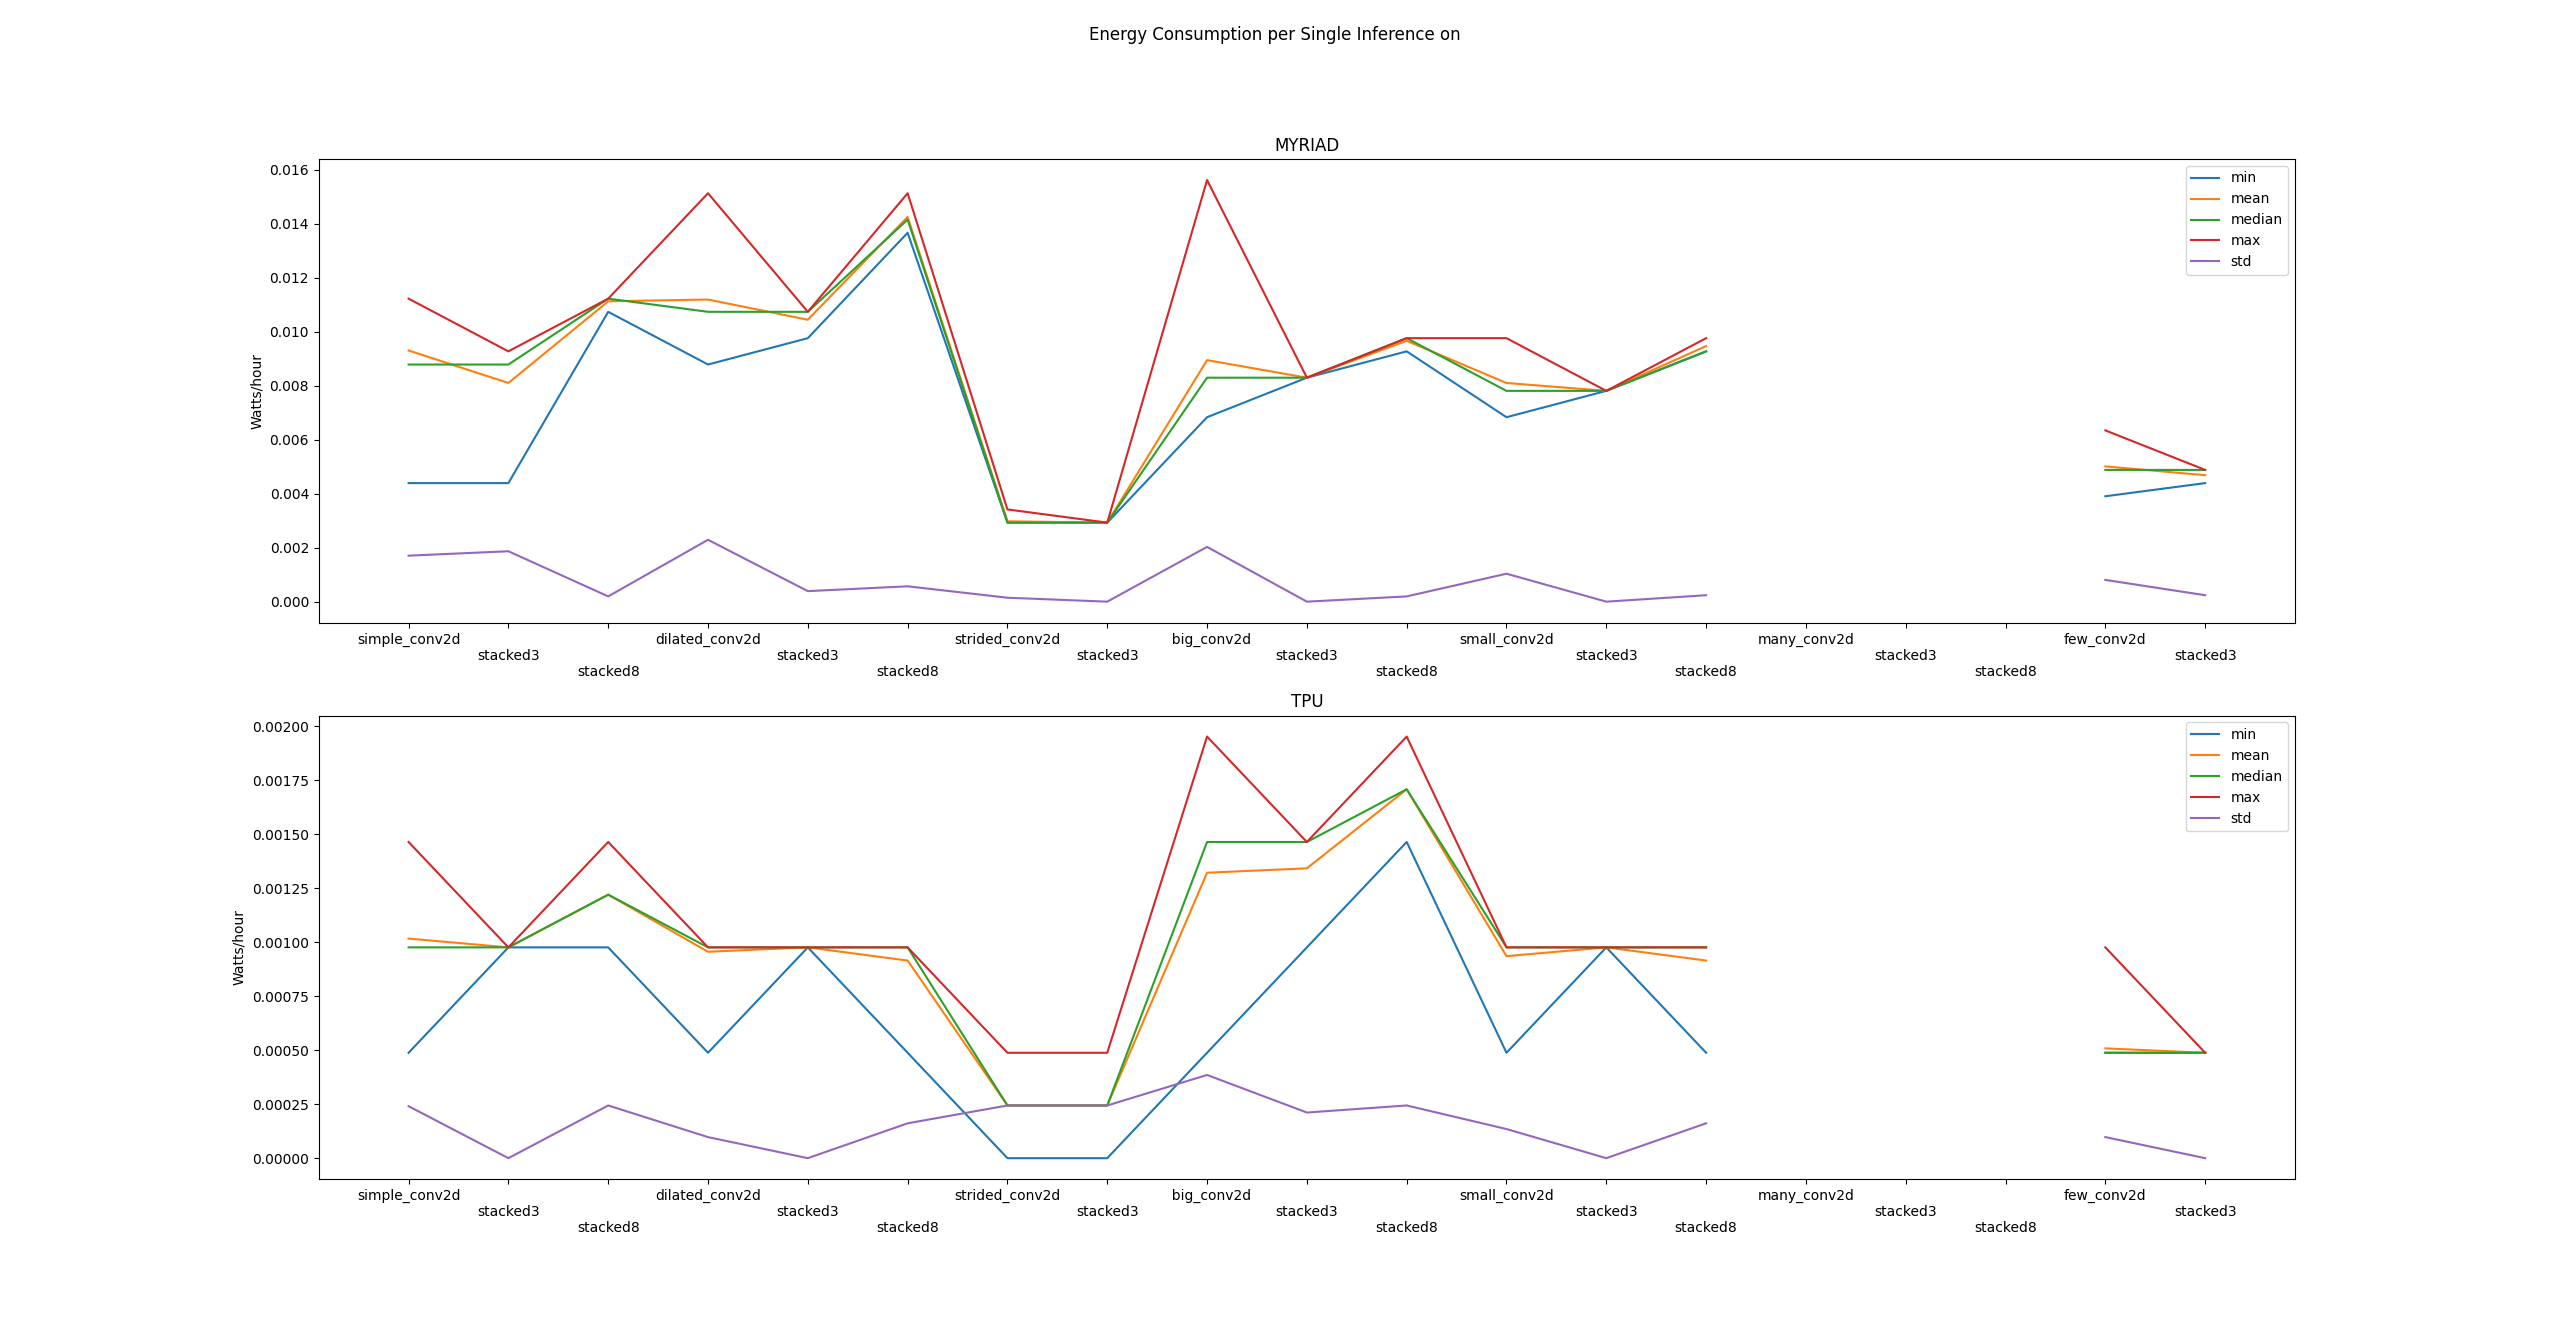 Energy Consumption per Single Inference on
MYRIAD
0.016
0.014
0.012
0.010
0.008
0.006
0.004
0.002
0.000
Watts/hour
min
mean
median
max
std
simple_conv2d dilated_conv2d strided_conv2d big_conv2d small_conv2d many_conv2d few_conv2d
stacked3 stacked3 stacked3 stacked3 stacked3 stacked3 stacked3
stacked8 stacked8 stacked8 stacked8 stacked8
TPU
0.00200
0.00175
0.00150
0.00125
0.00100
0.00075
0.00050
0.00025
0.00000
Watts/hour
min
mean
median
max
std
simple_conv2d dilated_conv2d strided_conv2d big_conv2d small_conv2d many_conv2d few_conv2d
stacked3 stacked3 stacked3 stacked3 stacked3 stacked3 stacked3
stacked8 stacked8 stacked8 stacked8 stacked8